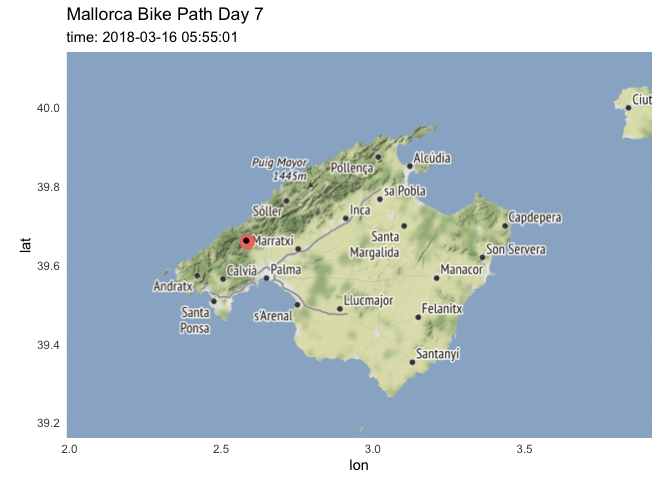 Mallorca Bike Path Day 7
time: 2018-03-16 05:55:01
lat
40.0
39.8
39.6
39.4
39.2
Ciut
Puig Mayor
1445m
Pollença
Alcúdia
sa Pobla
Sóller
Inca
Capdepera
Marratxi
Santa
Margalida
Son Servera
Andratx
Calvià
Palma
Manacor
Santa
Ponsa
s'Arenal
Llucmajor
Felanitx
Santanyí
2.0
2.5
3.0
3.5
lon